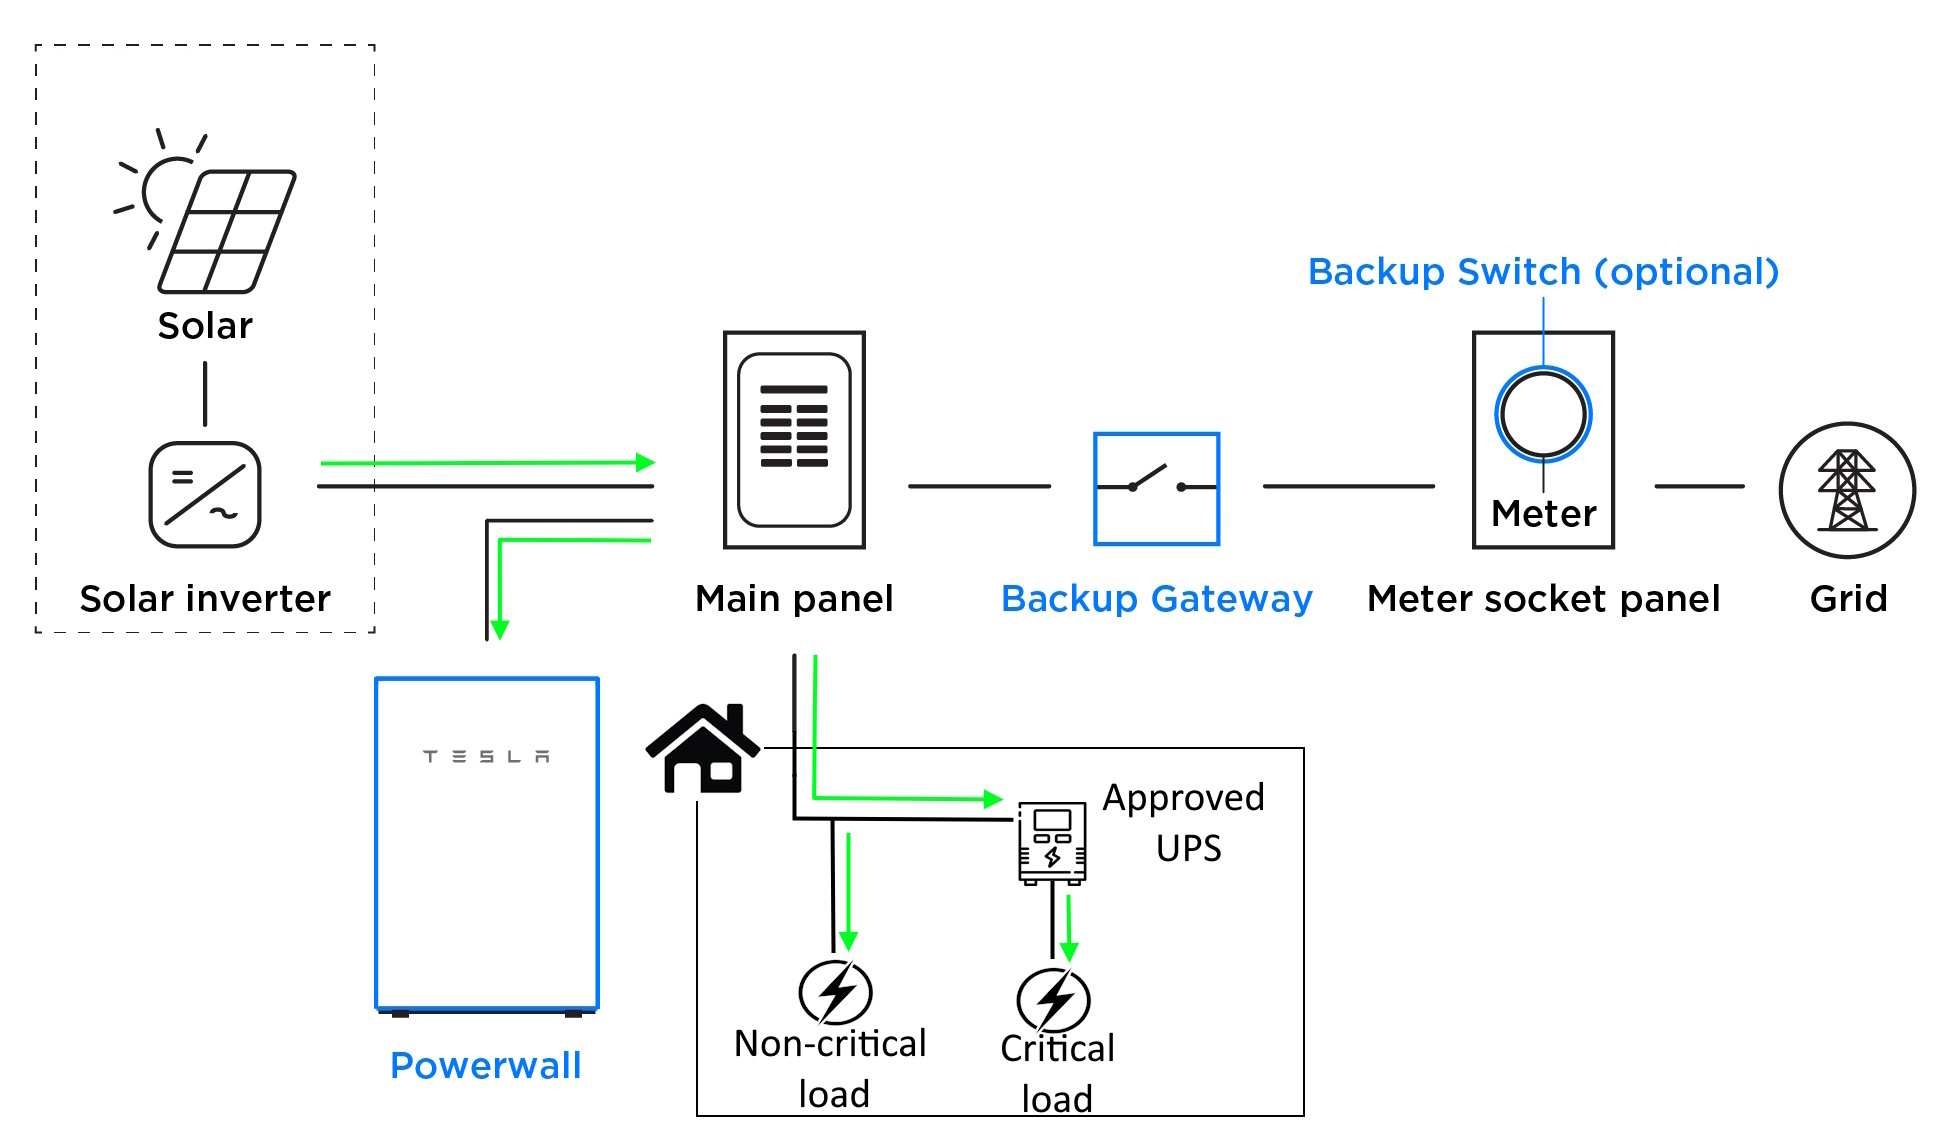 Solar
Solar inverter
Backup Switch (optional)
Meter
Main panel
Backup Gateway
Meter socket panel
Grid
TESLA
Powerwall
Approved
UPS
Non-critical
load
Critical
load